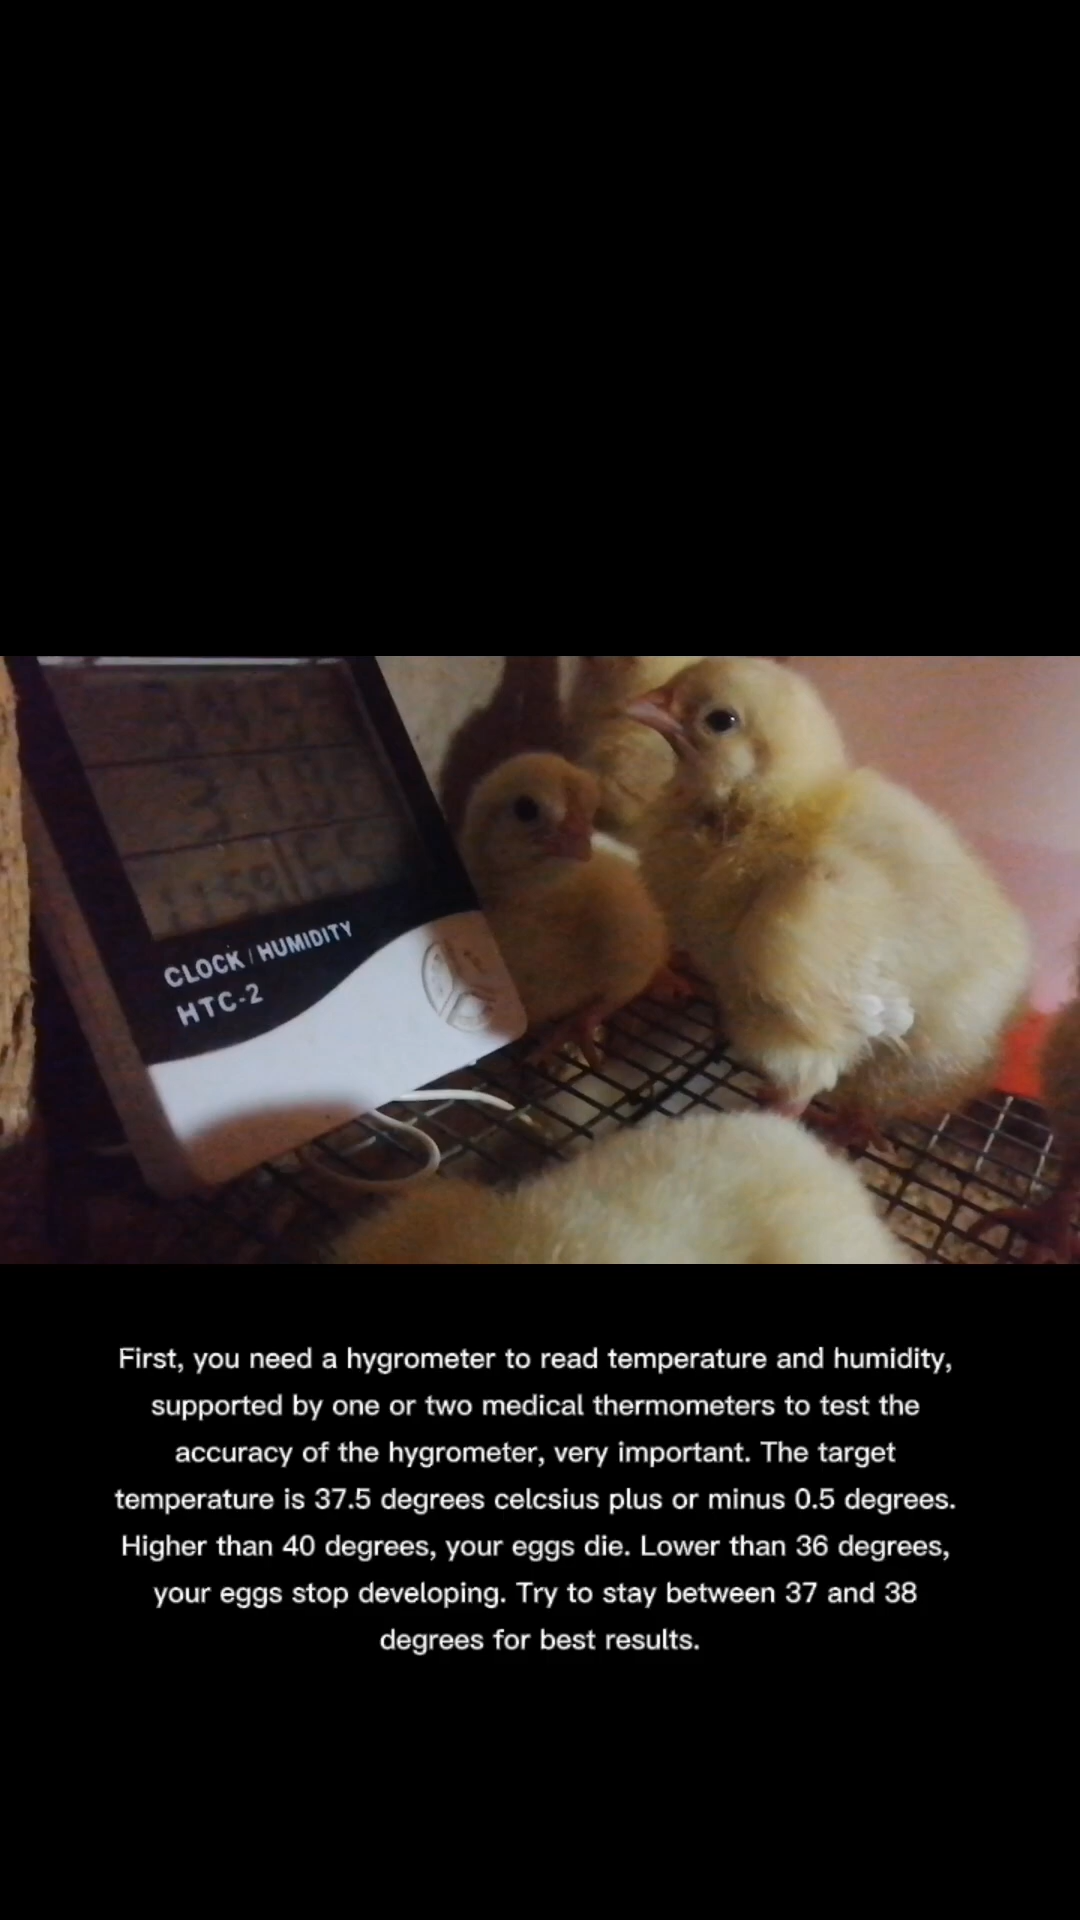 CLOCK / HUMIDITY
HTC-2
First, you need a hygrometer to read temperature and humidity,
supported by one or two medical thermometers to test the
accuracy of the hygrometer, very important. The target
temperature is 37.5 degrees celcsius plus or minus 0.5 degrees.
Higher than 40 degrees, your eggs die. Lower than 36 degrees,
your eggs stop developing. Try to stay between 37 and 38
degrees for best results.